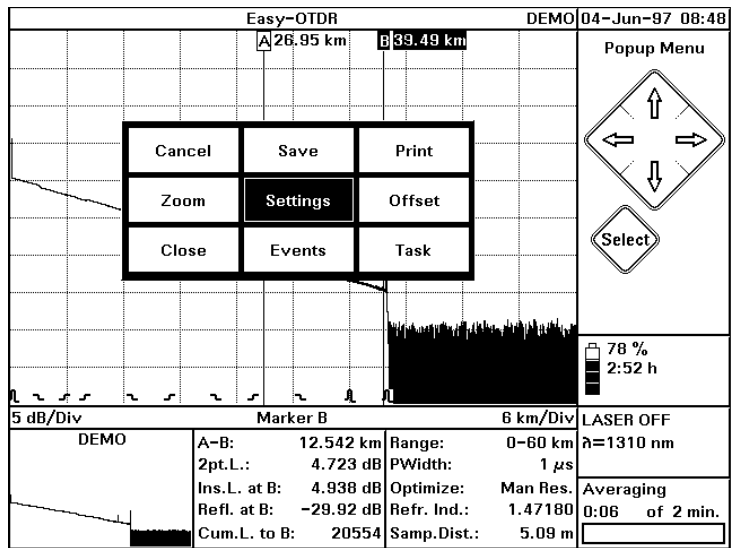 Easy-OTDR DEMO 04-Jun-97 08:48
A 26.95 km B 39.49 km
Popup Menu
Cancel Save Print
Zoom Settings Offset
Close Events Task
Select
78 %
2:52 h
5 dB/Div Marker B 6 km/Div
LASER OFF
λ=1310 nm
DEMO
A-B: 12.542 km
2pt.L.: 4.723 dB
Ins.L. at B: 4.938 dB
Refl. at B: -29.92 dB
Cum.L. to B: 20554
Range: 0-60 km
PWidth: 1 µs
Optimize: Man Res.
Refr. Ind.: 1.47180
Samp.Dist.: 5.09 m
Averaging
0:06 of 2 min.